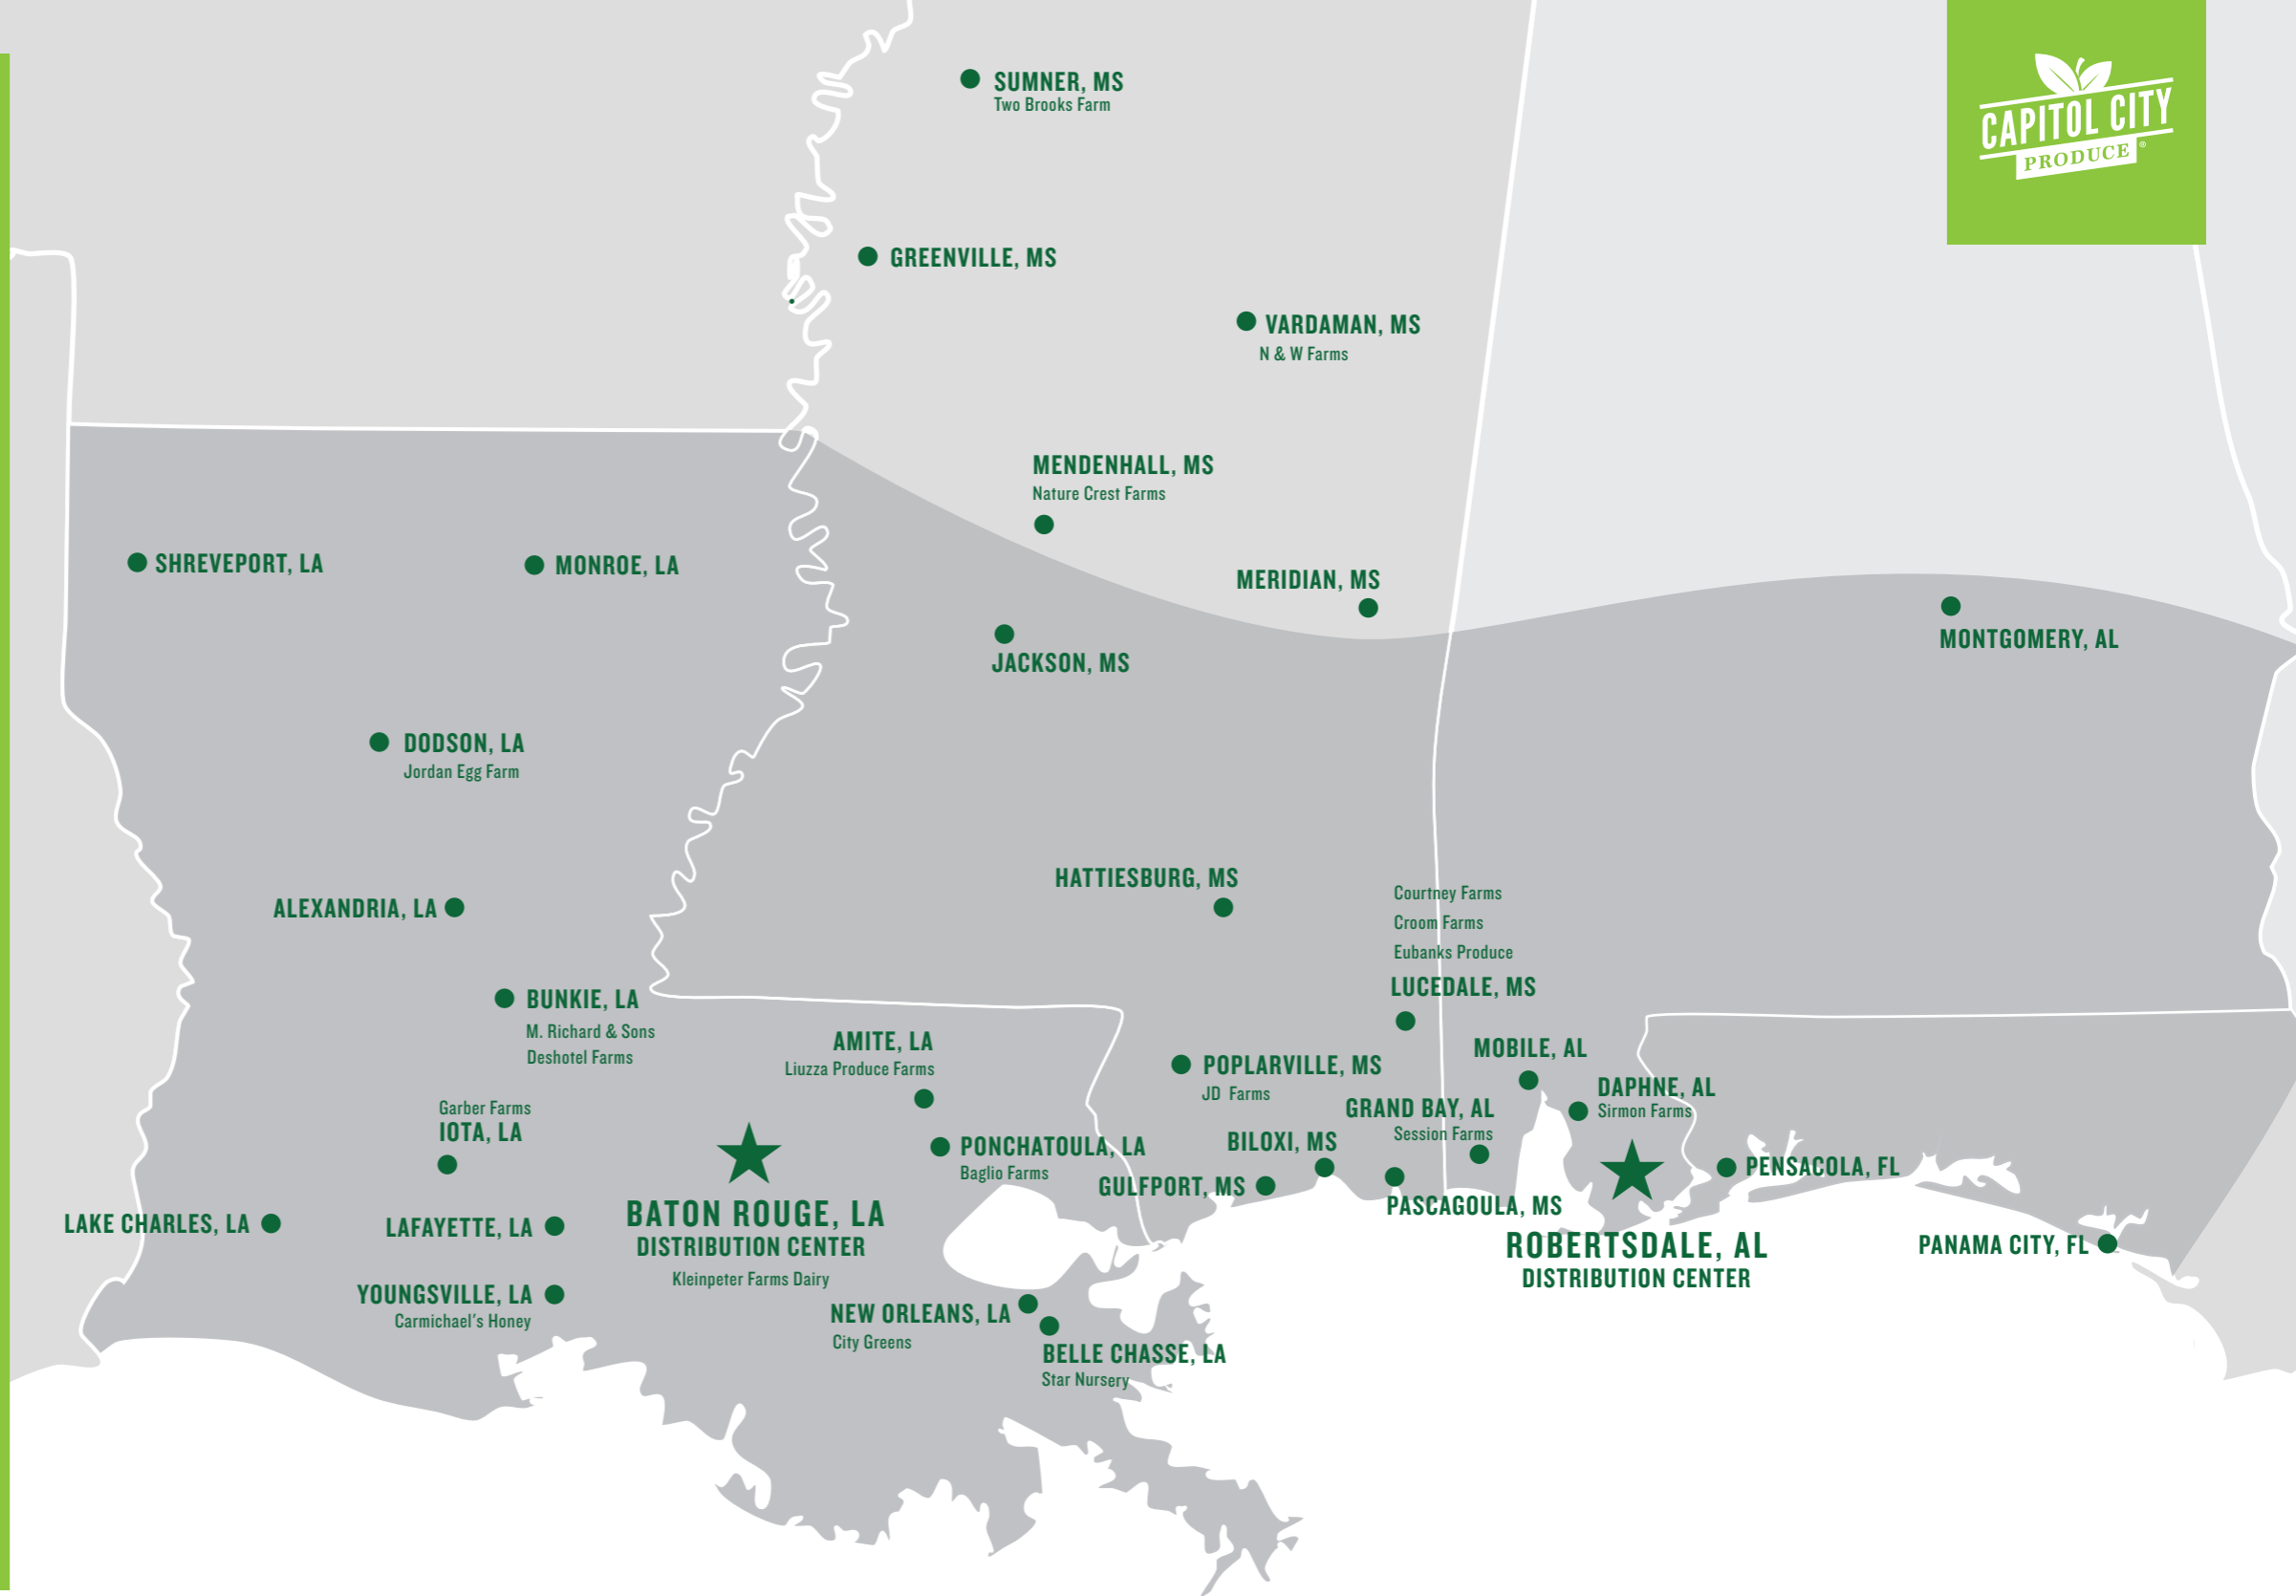 CAPITOL CITY
PRODUCE®
SUMNER, MS
Two Brooks Farm
GREENVILLE, MS
VARDAMAN, MS
N & W Farms
MENDENHALL, MS
Nature Crest Farms
SHREVEPORT, LA
MONROE, LA
MERIDIAN, MS
JACKSON, MS
MONTGOMERY, AL
DODSON, LA
Jordan Egg Farm
HATTIESBURG, MS
ALEXANDRIA, LA
Courtney Farms
Croom Farms
Eubanks Produce
LUCEDALE, MS
BUNKIE, LA
M. Richard & Sons
Deshotel Farms
AMITE, LA
Liuzza Produce Farms
POPLARVILLE, MS
JD Farms
MOBILE, AL
DAPHNE, AL
Sirmon Farms
GRAND BAY, AL
Session Farms
Garber Farms
IOTA, LA
PONCHATOULA, LA
Baglio Farms
BILOXI, MS
GULFPORT, MS
PASCAGOULA, MS
PENSACOLA, FL
LAKE CHARLES, LA
LAFAYETTE, LA
BATON ROUGE, LA
DISTRIBUTION CENTER
Kleinpeter Farms Dairy
ROBERTSDALE, AL
DISTRIBUTION CENTER
PANAMA CITY, FL
YOUNGSVILLE, LA
Carmichael's Honey
NEW ORLEANS, LA
City Greens
BELLE CHASSE, LA
Star Nursery